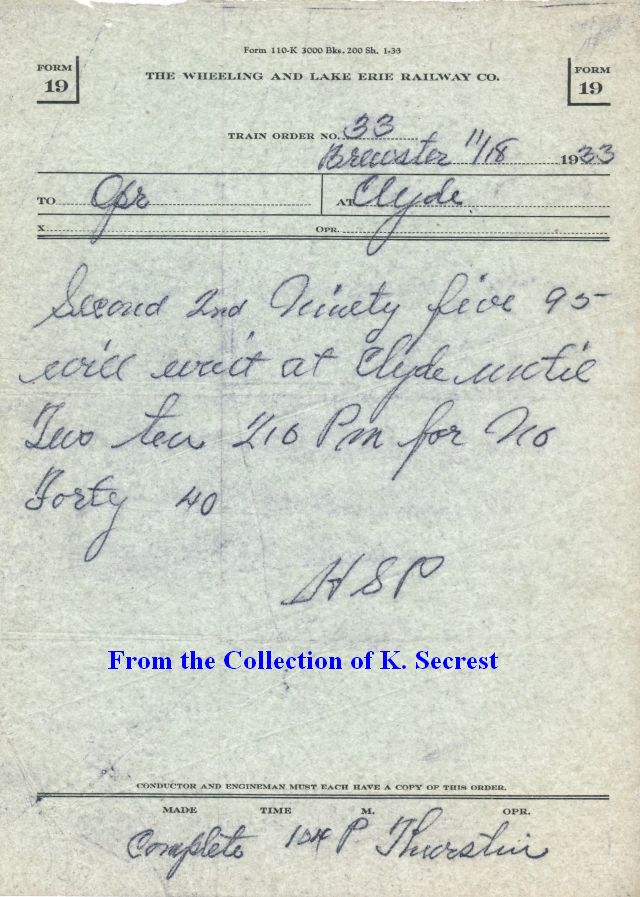 Form 110-K 3000 Bks. 200 Sh. 1-33
FORM 19
THE WHEELING AND LAKE ERIE RAILWAY CO.
FORM 19
TRAIN ORDER NO. 33
Brewster 11/18 1933
TO Opr AT Clyde
X OPR.
Second 2nd Ninety five 95
will wait at Clyde until
Two ten 210 Pm for No
Forty 40
HSP
From the Collection of K. Secrest
CONDUCTOR AND ENGINEMAN MUST EACH HAVE A COPY OF THIS ORDER.
MADE TIME M. OPR.
Complete 104 P Thurstin